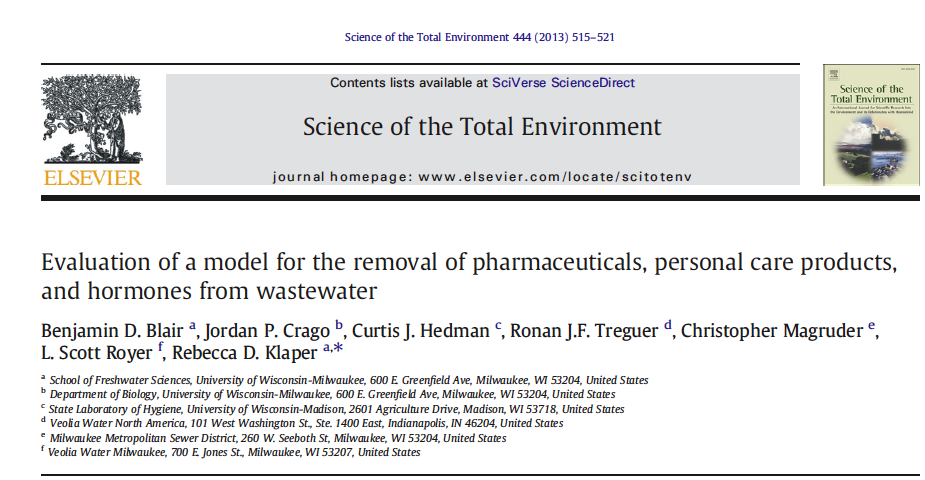 Science of the Total Environment 444 (2013) 515–521
Contents lists available at SciVerse ScienceDirect
Science of the Total Environment
journal homepage: www.elsevier.com/locate/scitotenv
ELSEVIER
Science of the
Total Environment
Evaluation of a model for the removal of pharmaceuticals, personal care products,
and hormones from wastewater
Benjamin D. Blair a, Jordan P. Crago b, Curtis J. Hedman c, Ronan J.F. Treguer d, Christopher Magruder e,
L. Scott Royer f, Rebecca D. Klaper a,*
a School of Freshwater Sciences, University of Wisconsin-Milwaukee, 600 E. Greenfield Ave, Milwaukee, WI 53204, United States
b Department of Biology, University of Wisconsin-Milwaukee, 600 E. Greenfield Ave, Milwaukee, WI 53204, United States
c State Laboratory of Hygiene, University of Wisconsin-Madison, 2601 Agriculture Drive, Madison, WI 53718, United States
d Veolia Water North America, 101 West Washington St., Ste. 1400 East, Indianapolis, IN 46204, United States
e Milwaukee Metropolitan Sewer District, 260 W. Seeboth St, Milwaukee, WI 53204, United States
f Veolia Water Milwaukee, 700 E. Jones St., Milwaukee, WI 53207, United States